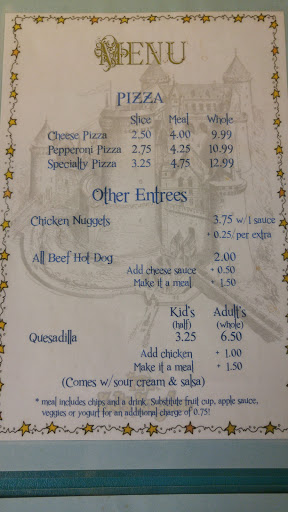 MENU
PIZZA
Slice Meal Whole
Cheese Pizza 2.50 4.00 9.99
Pepperoni Pizza 2.75 4.25 10.99
Specialty Pizza 3.25 4.75 12.99
Other Entrees
Chicken Nuggets 3.75 w/ 1 sauce
+ 0.25/ per extra
All Beef Hot Dog 2.00
Add cheese sauce + 0.50
Make it a meal + 1.50
Kid's Adult's
(half) (whole)
Quesadilla 3.25 6.50
Add chicken + 1.00
Make it a meal + 1.50
(Comes w/ sour cream & salsa)
* meal includes chips and a drink. Substitute fruit cup, apple sauce,
veggies or yogurt for an additional charge of 0.75!